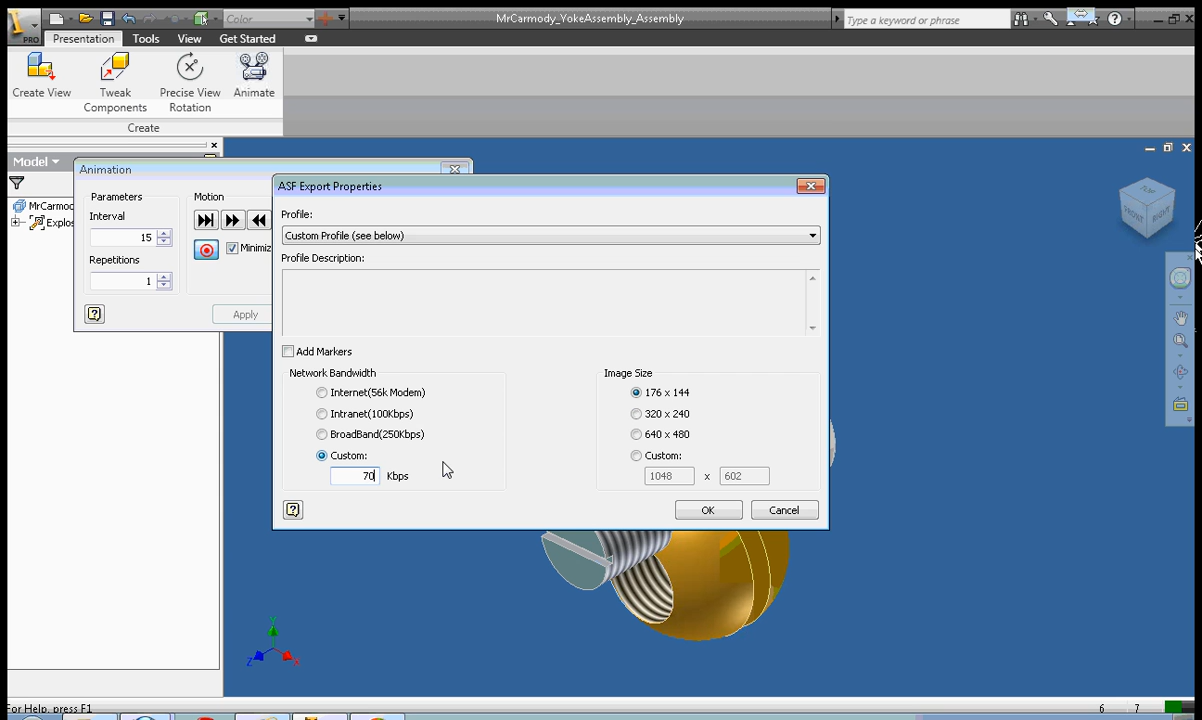 Color
MrCarmody_YokeAssembly_Assembly
Type a keyword or phrase
PRO
Presentation
Tools
View
Get Started
Create View
Tweak Components
Precise View Rotation
Animate
Create
Model
MrCarmo
Explos
Animation
Parameters
Interval
15
Repetitions
1
Motion
Minimiz
Apply
ASF Export Properties
Profile:
Custom Profile (see below)
Profile Description:
Add Markers
Network Bandwidth
Internet(56k Modem)
Intranet(100Kbps)
BroadBand(250Kbps)
Custom:
70 Kbps
Image Size
176 x 144
320 x 240
640 x 480
Custom:
1048 x 602
OK
Cancel
FRONT
RIGHT
Y
Z
X
For Help, press F1
6
7